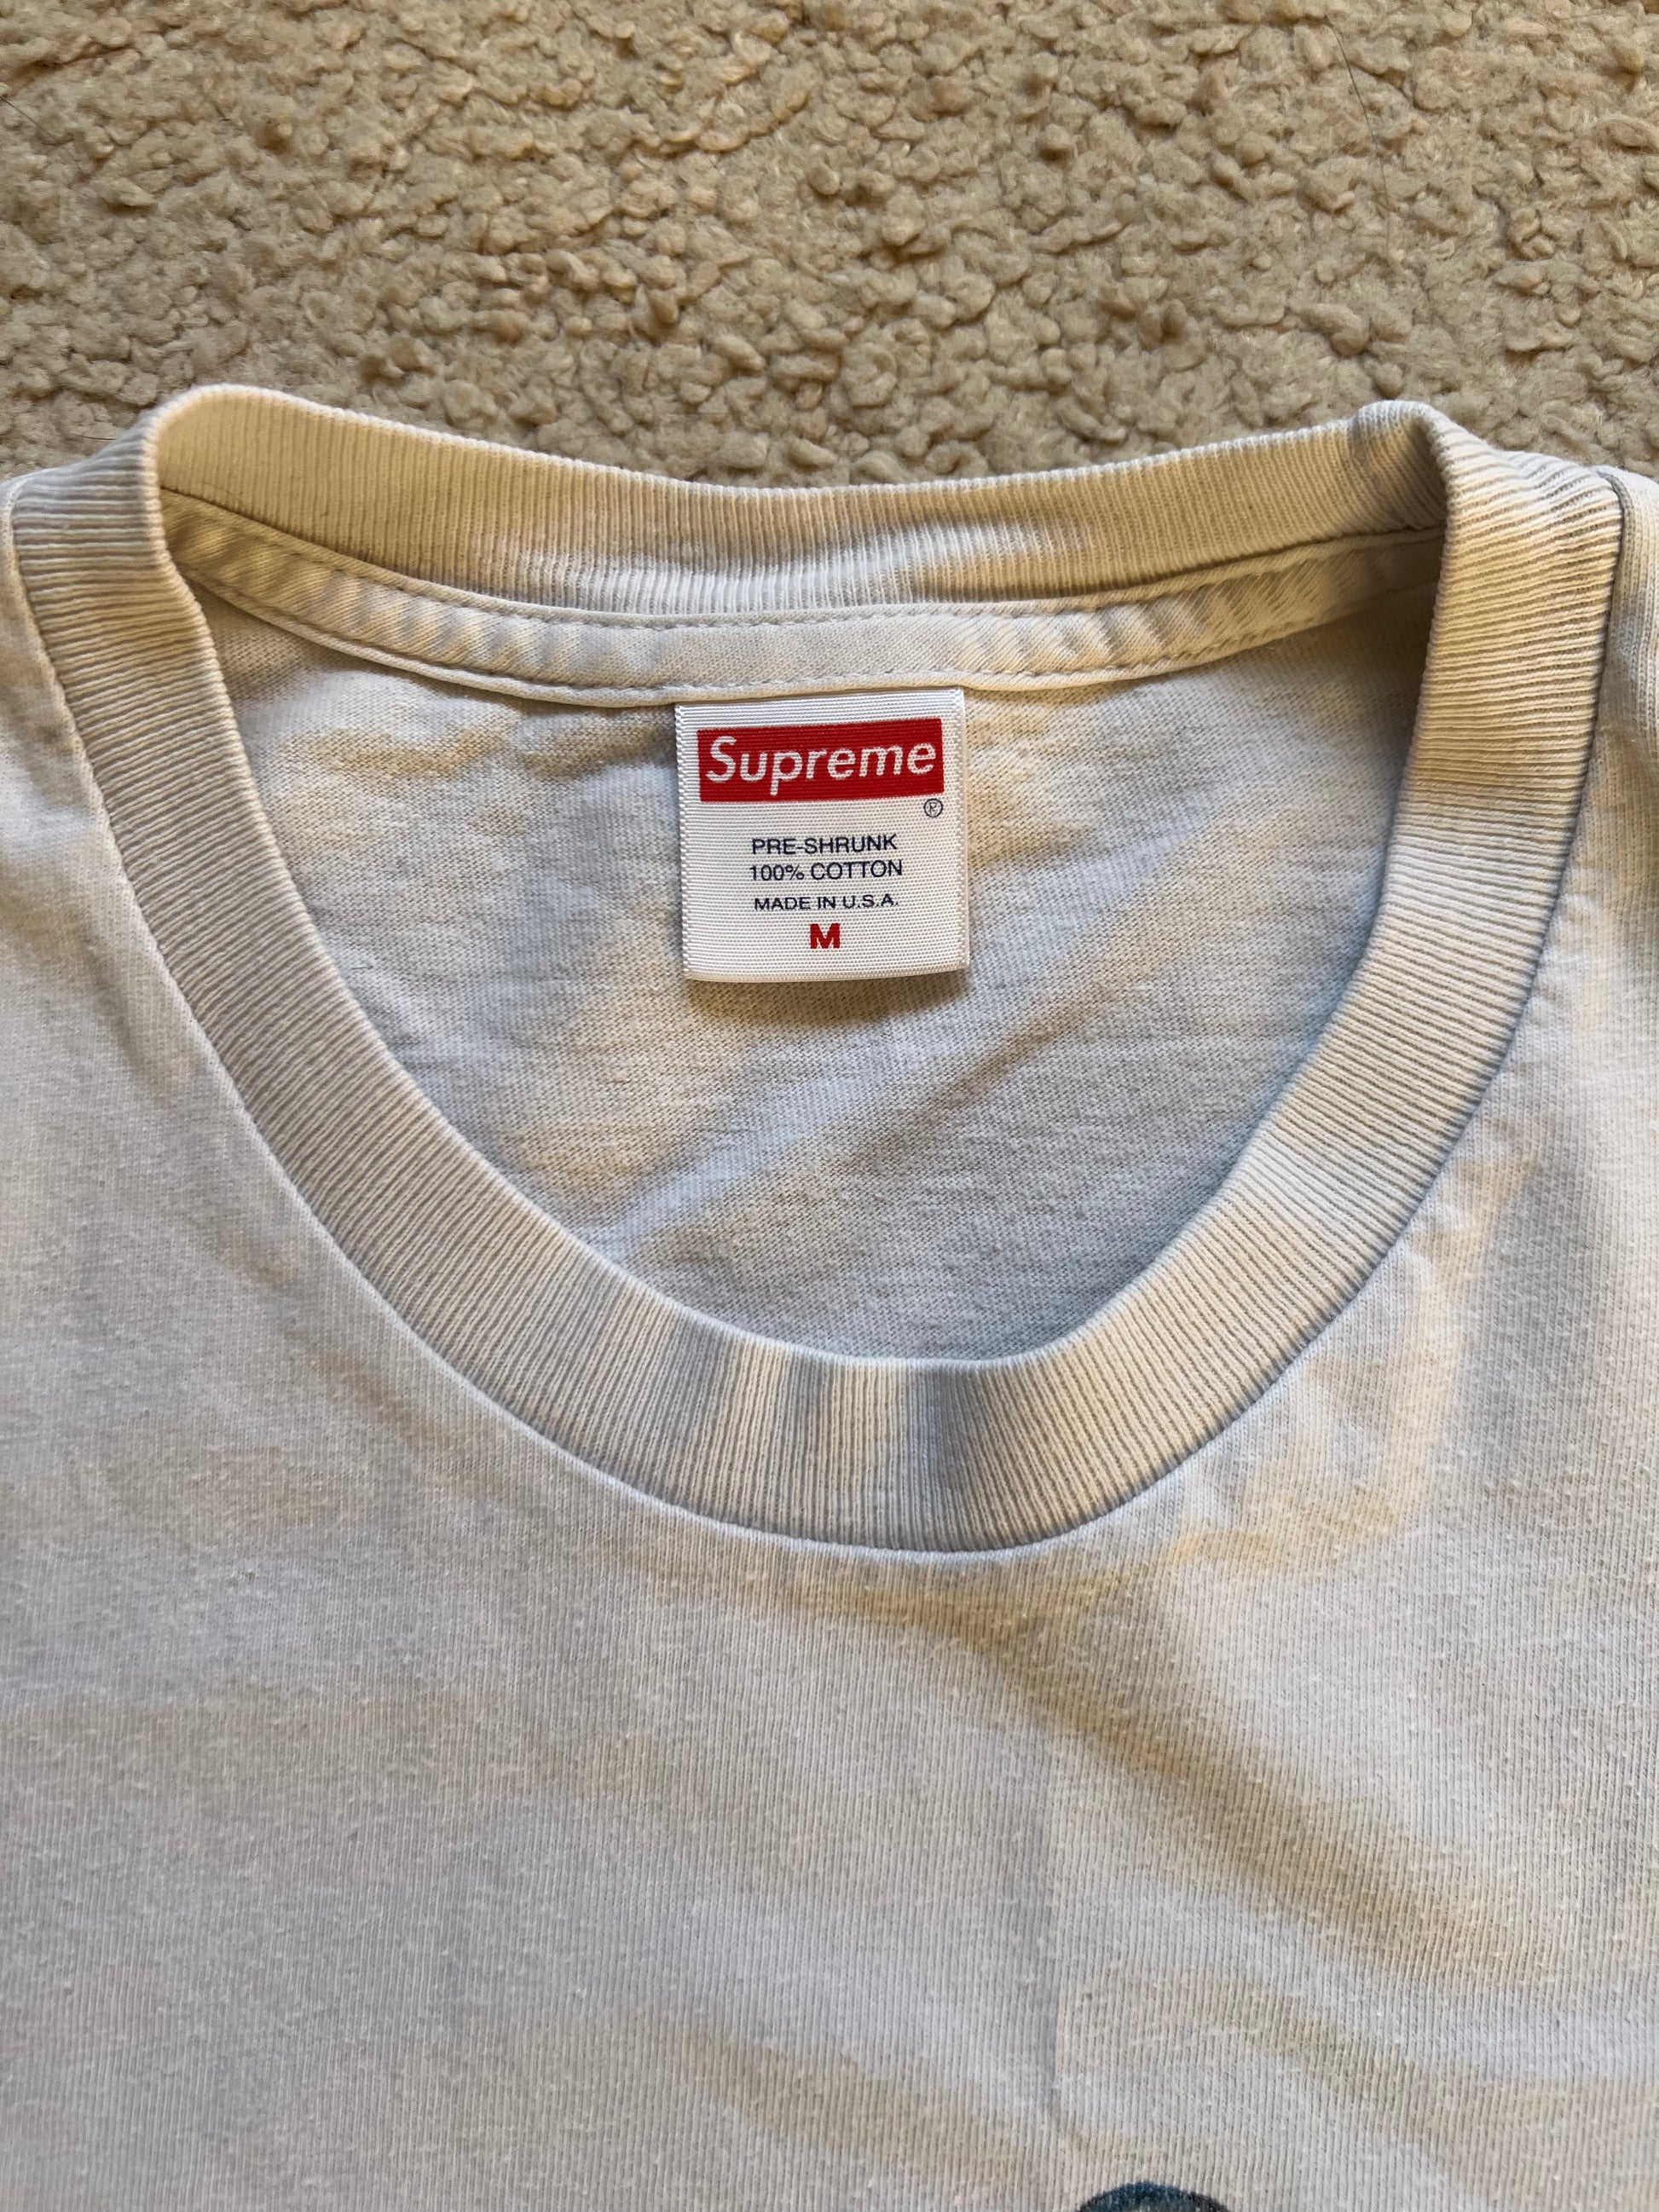 Supreme
®
PRE-SHRUNK
100% COTTON
MADE IN U.S.A.
M